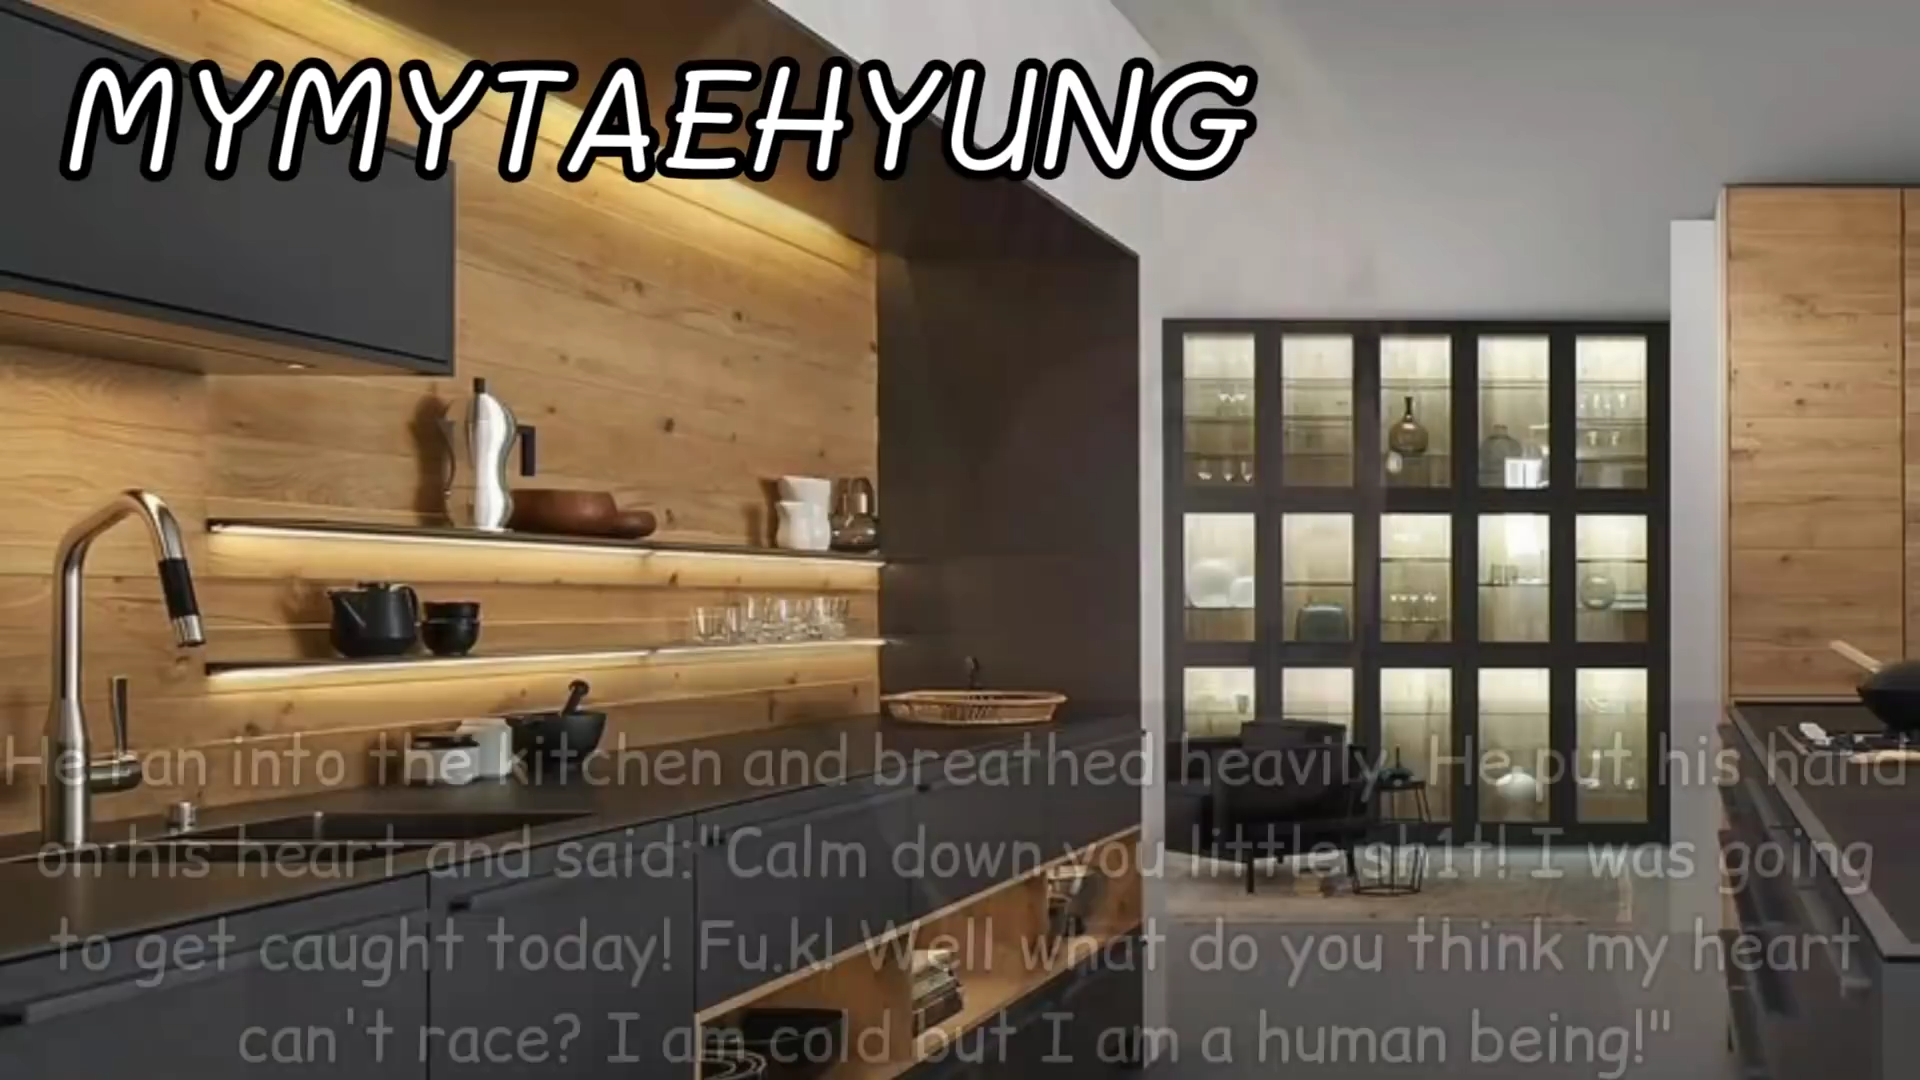 MYMYTAEHYUNG
He ran into the kitchen and breathed heavily. He put his hand
on his heart and said:"Calm down you little sh1t! I was going
to get caught today! Fu.k! Well what do you think my heart
can't race? I am cold but I am a human being!"